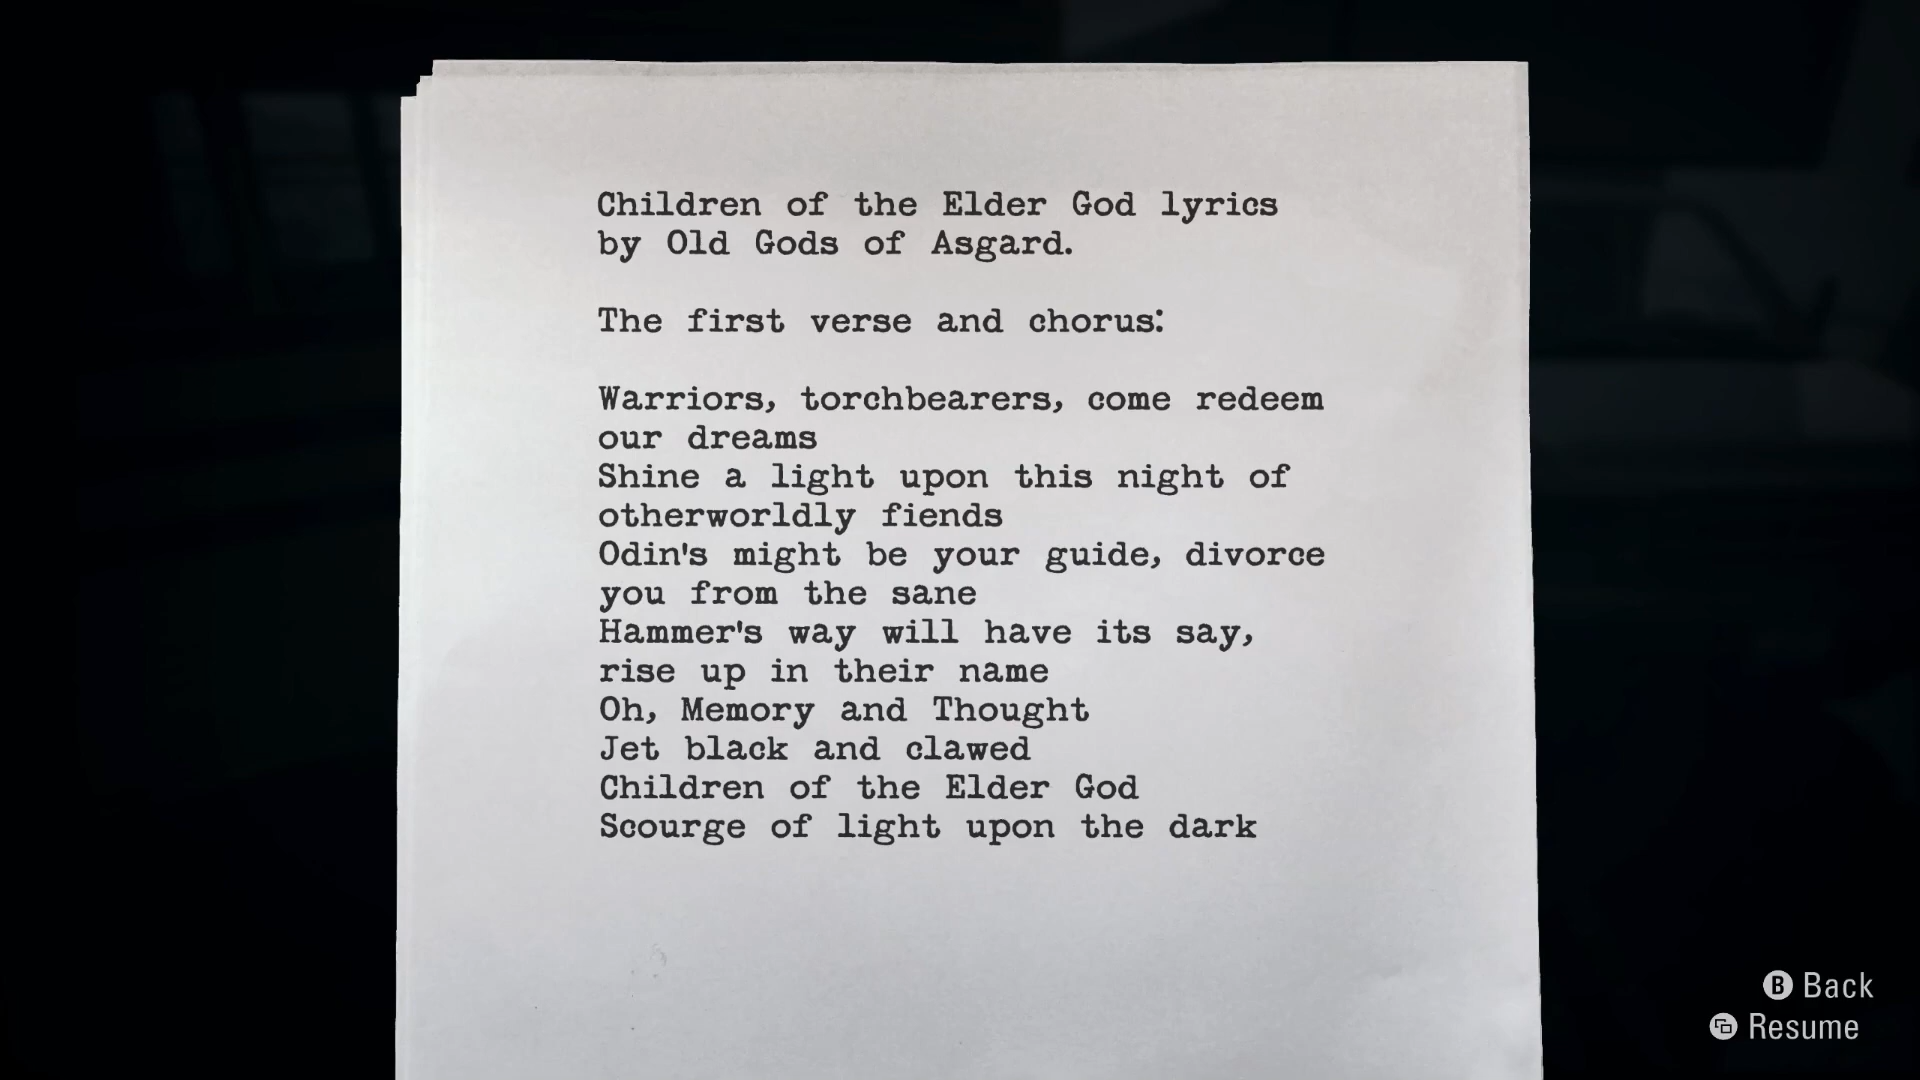 Children of the Elder God lyrics
by Old Gods of Asgard.
The first verse and chorus:
Warriors, torchbearers, come redeem
our dreams
Shine a light upon this night of
otherworldly fiends
Odin's might be your guide, divorce
you from the sane
Hammer's way will have its say,
rise up in their name
Oh, Memory and Thought
Jet black and clawed
Children of the Elder God
Scourge of light upon the dark
B Back
Resume